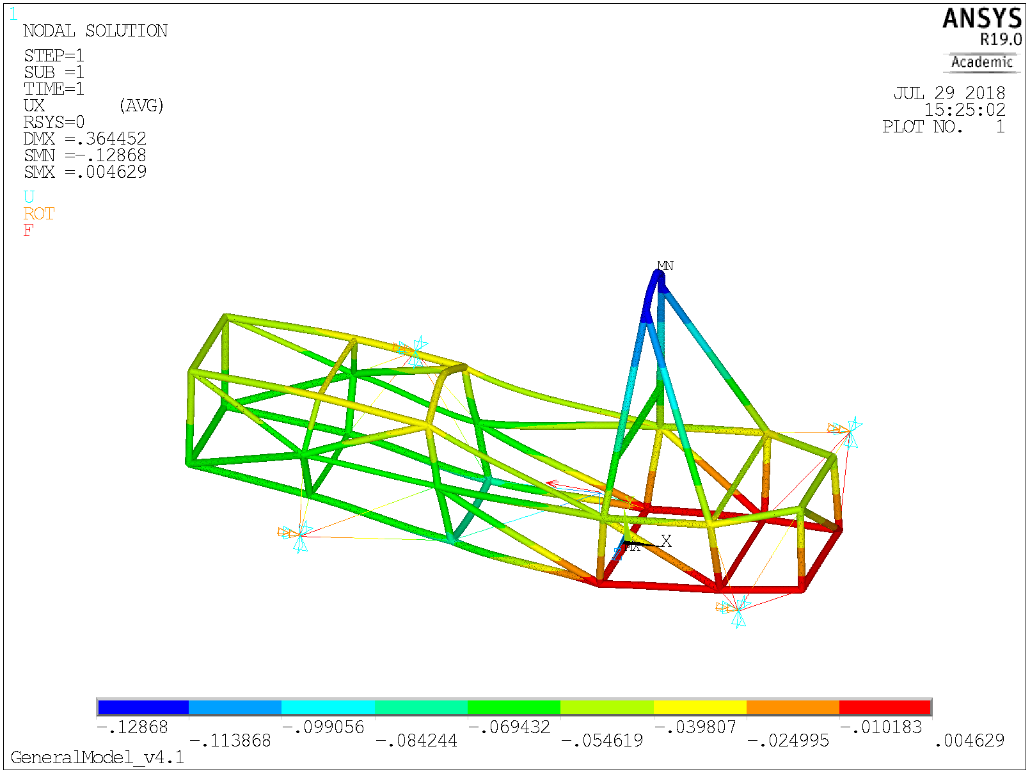 1
NODAL SOLUTION
STEP=1
SUB =1
TIME=1
UX (AVG)
RSYS=0
DMX =.364452
SMN =-.12868
SMX =.004629
U
ROT
F
ANSYS
R19.0
Academic
JUL 29 2018
15:25:02
PLOT NO. 1
MN
MX
X
-.12868 -.099056 -.069432 -.039807 -.010183
-.113868 -.084244 -.054619 -.024995 .004629
GeneralModel_v4.1